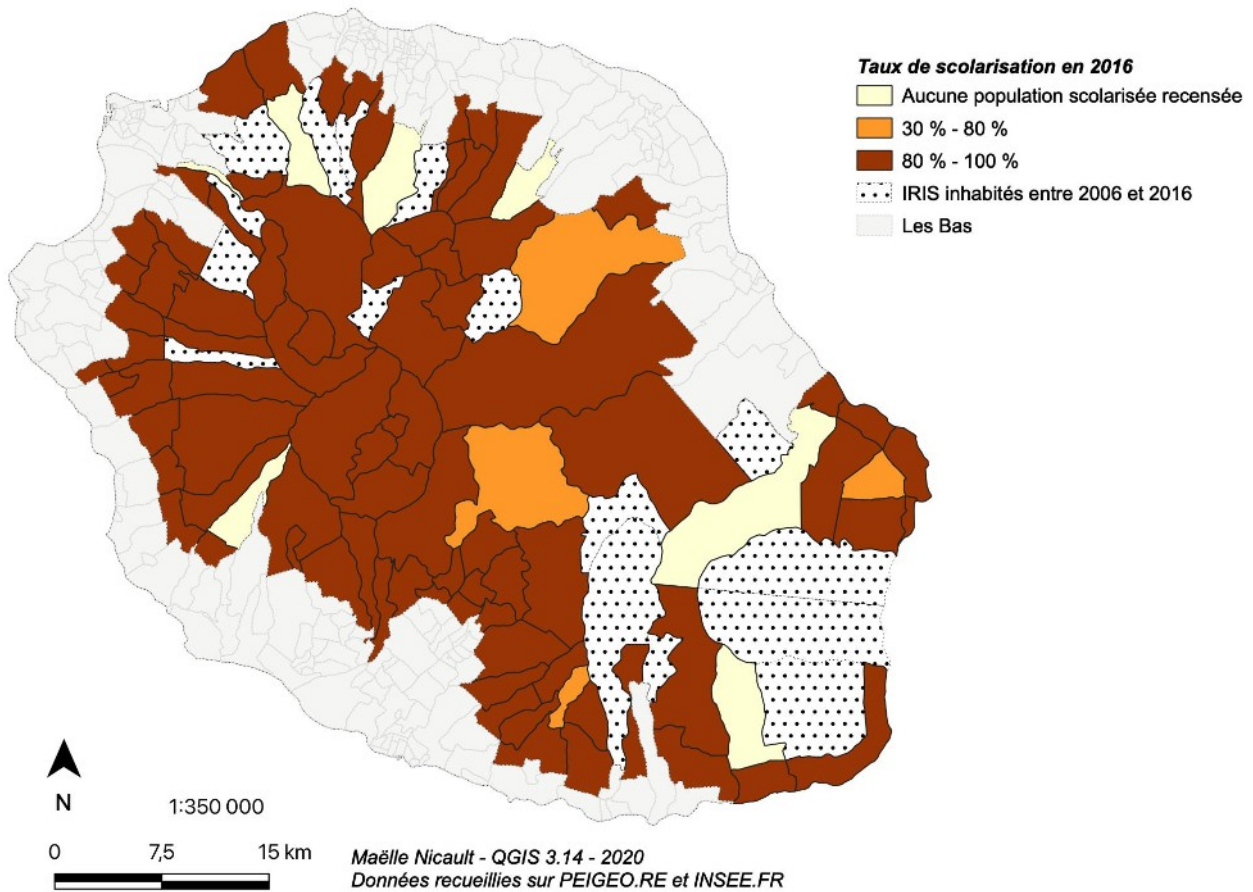 Taux de scolarisation en 2016
Aucune population scolarisée recensée
30 % - 80 %
80 % - 100 %
IRIS inhabités entre 2006 et 2016
Les Bas
N
1:350 000
0 7,5 15 km
Maëlle Nicault - QGIS 3.14 - 2020
Données recueillies sur PEIGEO.RE et INSEE.FR